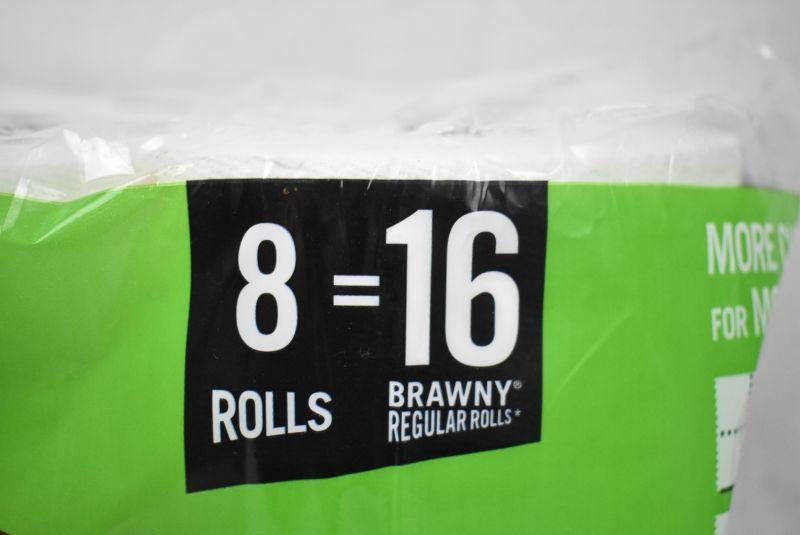 8 = 16
ROLLS
BRAWNY®
REGULAR ROLLS*
MORE
FOR